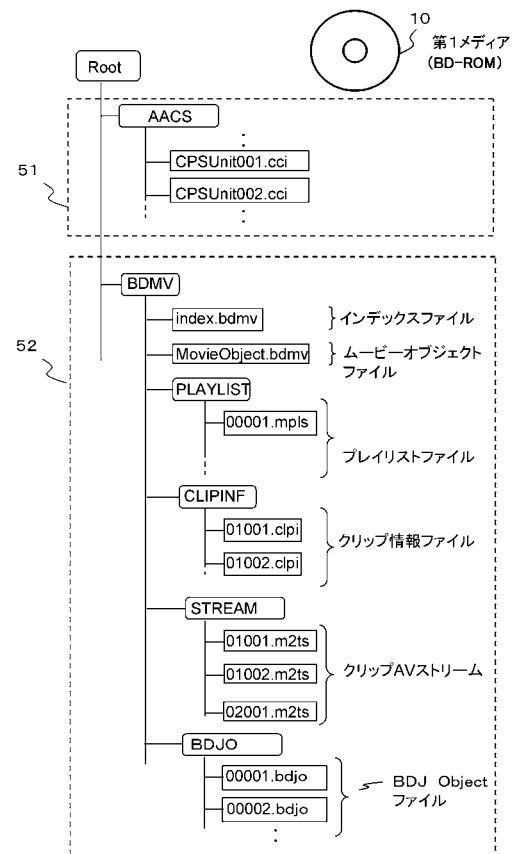 10
第1メディア
(BD-ROM)
Root
AACS
CPSUnit001.cci
51
CPSUnit002.cci
BDMV
index.bdmv
インデックスファイル
52
MovieObject.bdmv
ムービーオブジェクト
ファイル
PLAYLIST
00001.mpls
プレイリストファイル
CLIPINF
01001.clpi
クリップ情報ファイル
01002.clpi
STREAM
01001.m2ts
01002.m2ts
クリップAVストリーム
02001.m2ts
BDJO
00001.bdjo
BDJ Object
ファイル
00002.bdjo